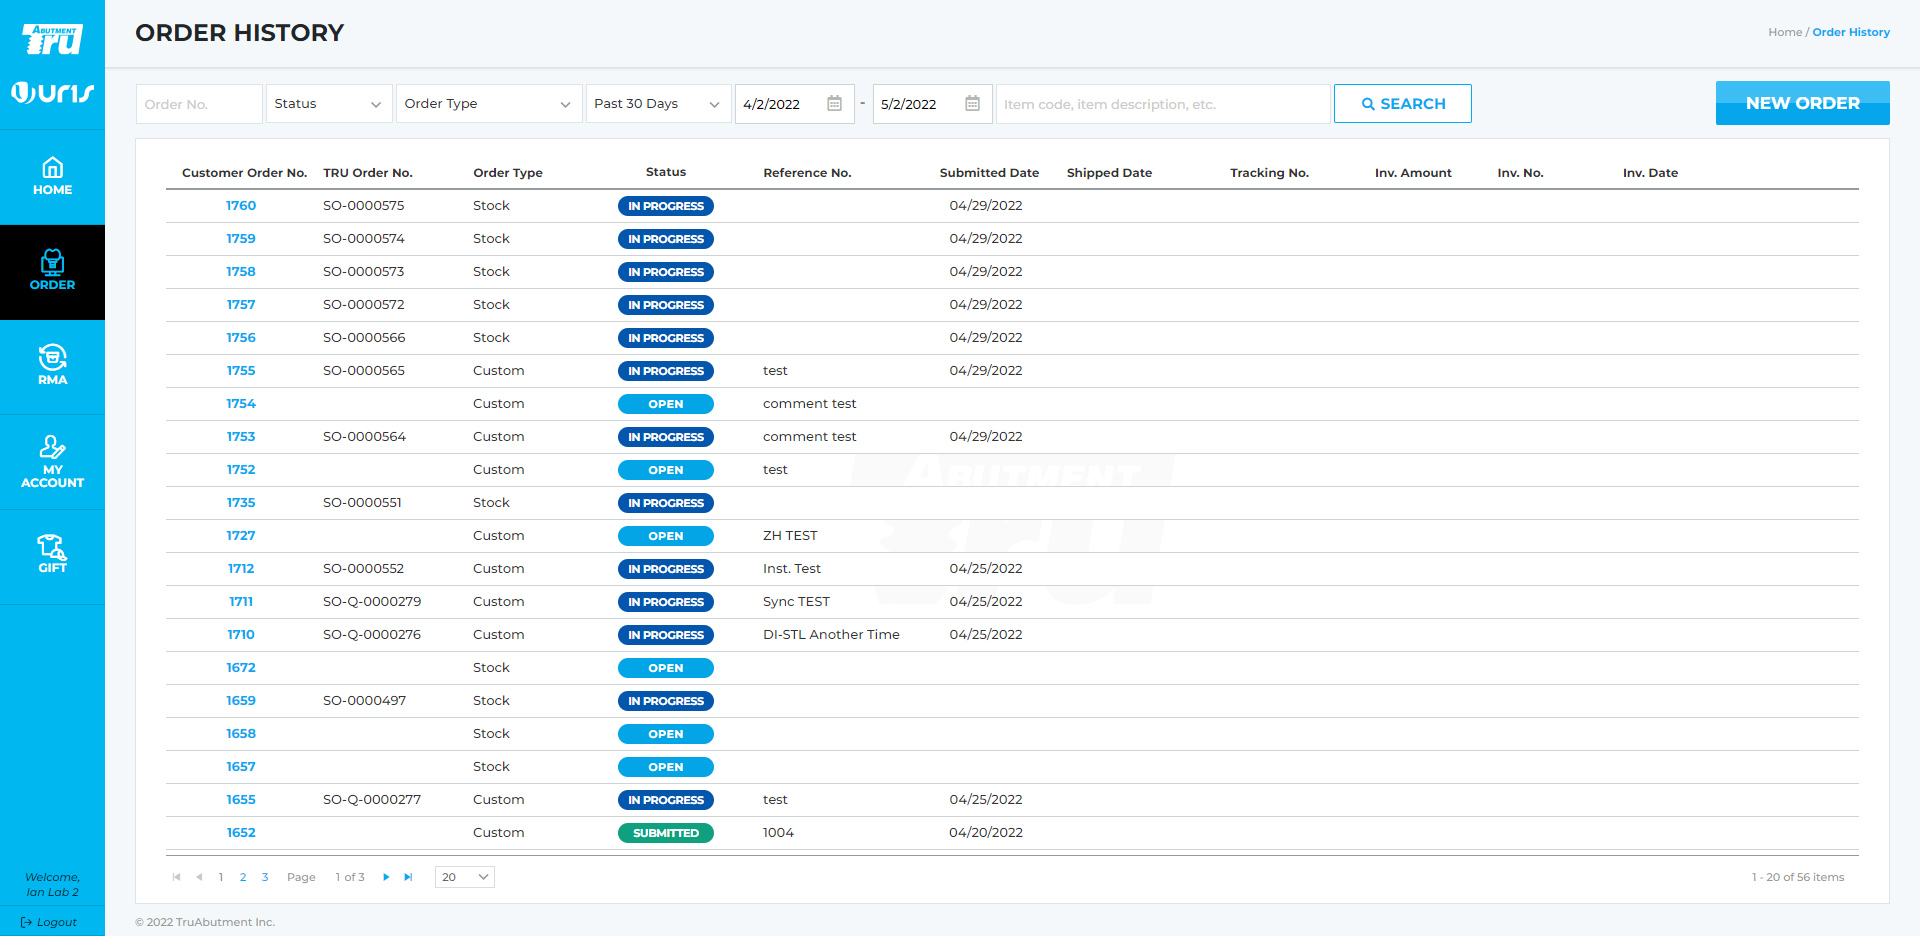 ABUTMENT
Tru
URIS
HOME
ORDER
RMA
MY
ACCOUNT
GIFT
Welcome,
Ian Lab 2
Logout
ORDER HISTORY
Home / Order History
Order No. Status Order Type Past 30 Days 4/2/2022 - 5/2/2022 Item code, item description, etc. SEARCH NEW ORDER
Customer Order No. TRU Order No. Order Type Status Reference No. Submitted Date Shipped Date Tracking No. Inv. Amount Inv. No. Inv. Date
1760 SO-0000575 Stock IN PROGRESS 04/29/2022
1759 SO-0000574 Stock IN PROGRESS 04/29/2022
1758 SO-0000573 Stock IN PROGRESS 04/29/2022
1757 SO-0000572 Stock IN PROGRESS 04/29/2022
1756 SO-0000566 Stock IN PROGRESS 04/29/2022
1755 SO-0000565 Custom IN PROGRESS test 04/29/2022
1754 Custom OPEN comment test
1753 SO-0000564 Custom IN PROGRESS comment test 04/29/2022
1752 Custom OPEN test
1735 SO-0000551 Stock IN PROGRESS
1727 Custom OPEN ZH TEST
1712 SO-0000552 Custom IN PROGRESS Inst. Test 04/25/2022
1711 SO-Q-0000279 Custom IN PROGRESS Sync TEST 04/25/2022
1710 SO-Q-0000276 Custom IN PROGRESS DI-STL Another Time 04/25/2022
1672 Stock OPEN
1659 SO-0000497 Stock IN PROGRESS
1658 Stock OPEN
1657 Stock OPEN
1655 SO-Q-0000277 Custom IN PROGRESS test 04/25/2022
1652 Custom SUBMITTED 1004 04/20/2022
ABUTMENT
Tru
1 2 3 Page 1 of 3 20 1 - 20 of 56 items
© 2022 TruAbutment Inc.